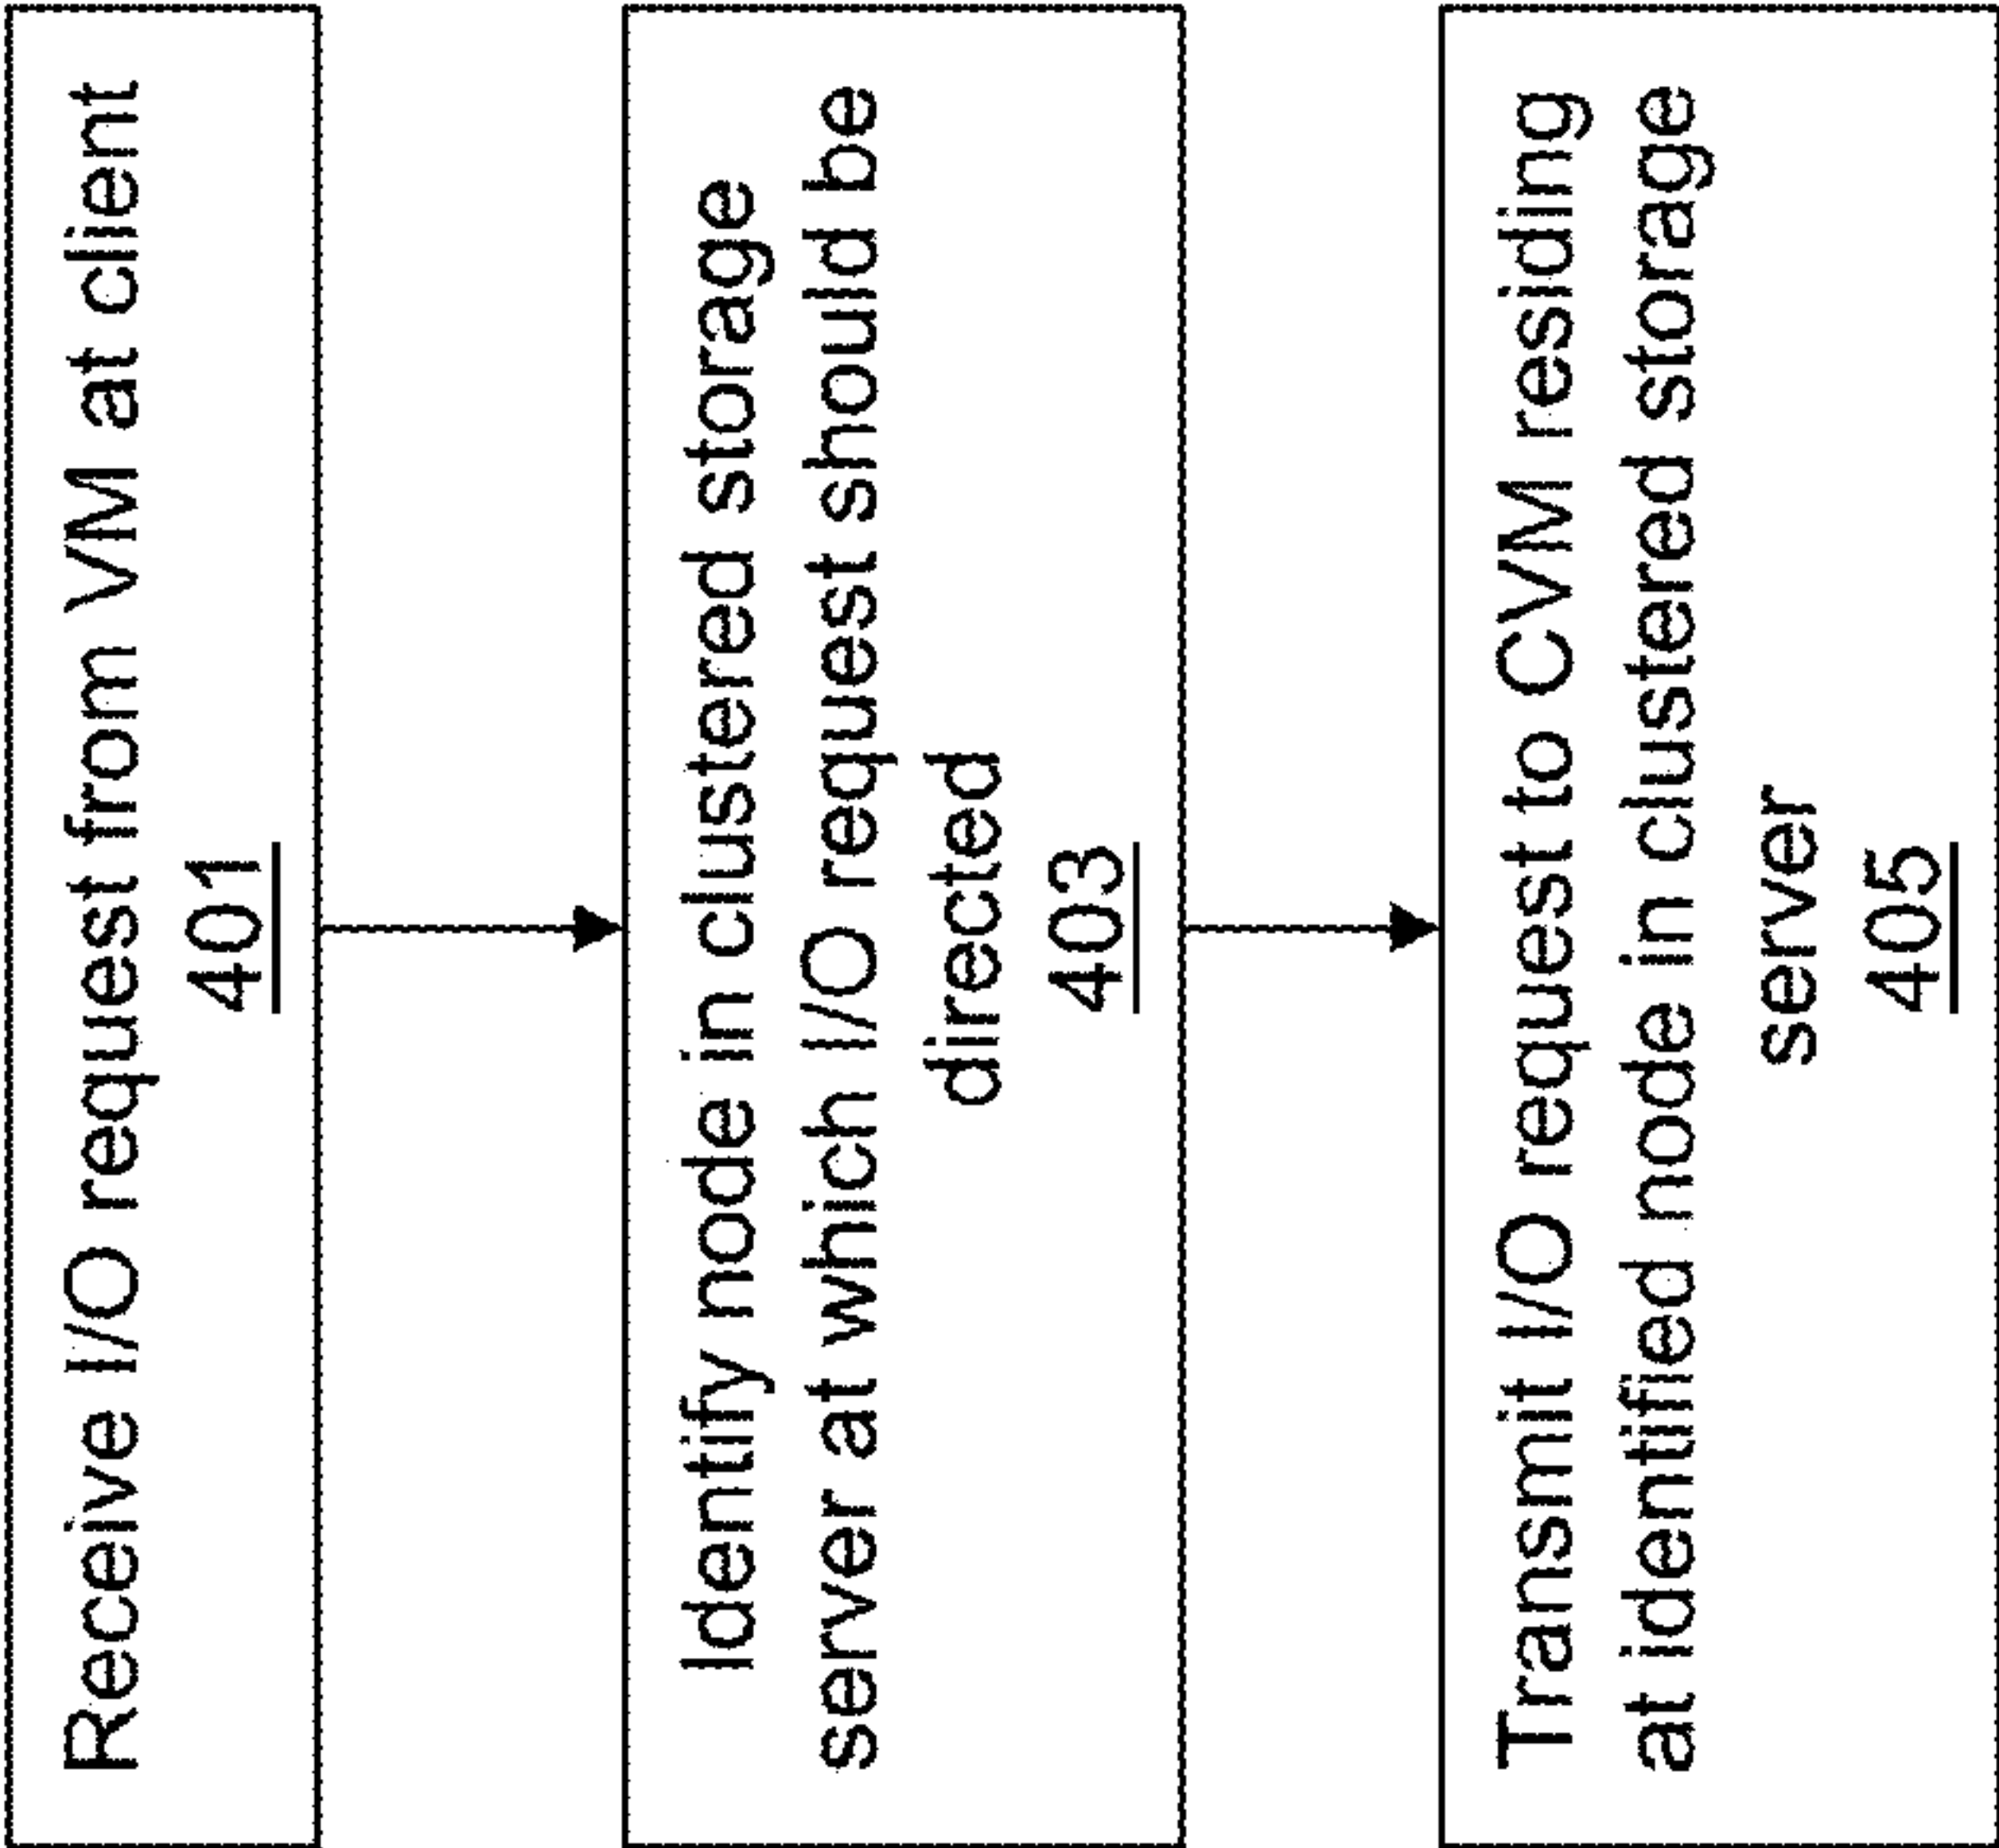 Receive I/O request from VM at client
401
Identify node in clustered storage
server at which I/O request should be
directed
403
Transmit I/O request to CVM residing
at identified node in clustered storage
server
405